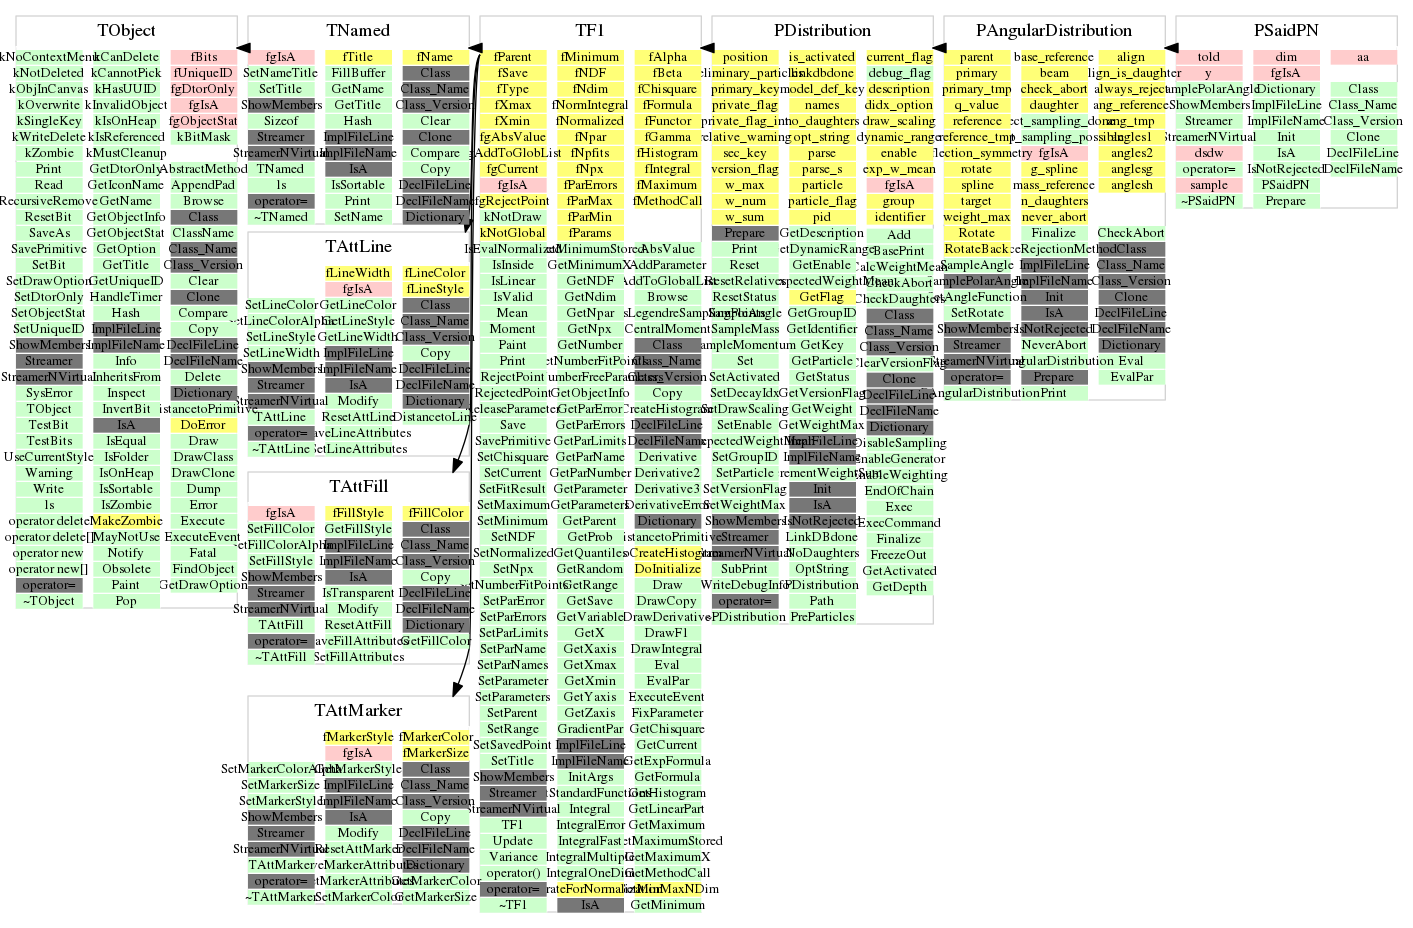 TObject
kNoContextMenu kCanDelete fBits
kNotDeleted kCannotPick fUniqueID
kObjInCanvas kHasUUID fgDtorOnly
kOverwrite kInvalidObject fgIsA
kSingleKey kIsOnHeap fgObjectStat
kWriteDelete kIsReferenced kBitMask
kZombie kMustCleanup
Print GetDtorOnly AbstractMethod
Read GetIconName AppendPad
RecursiveRemove GetName Browse
ResetBit GetObjectInfo Class
SaveAs GetObjectStat ClassName
SavePrimitive GetOption Class_Name
SetBit GetTitle Class_Version
SetDrawOption GetUniqueID Clear
SetDtorOnly HandleTimer Clone
SetObjectStat Hash Compare
SetUniqueID ImplFileLine Copy
ShowMembers ImplFileName DeclFileLine
Streamer Info DeclFileName
StreamerNVirtual InheritsFrom Delete
SysError Inspect Dictionary
TObject InvertBit DistancetoPrimitive
TestBit IsA DoError
TestBits IsEqual Draw
UseCurrentStyle IsFolder DrawClass
Warning IsOnHeap DrawClone
Write IsSortable Dump
ls IsZombie Error
operator delete MakeZombie Execute
operator delete[] MayNotUse ExecuteEvent
operator new Notify Fatal
operator new[] Obsolete FindObject
operator= Paint GetDrawOption
~TObject Pop
TNamed
fgIsA fTitle fName
SetNameTitle FillBuffer Class
SetTitle GetName Class_Name
ShowMembers GetTitle Class_Version
Sizeof Hash Clear
Streamer ImplFileLine Clone
StreamerNVirtual ImplFileName Compare
TNamed IsA Copy
ls IsSortable DeclFileLine
operator= Print DeclFileName
~TNamed SetName Dictionary
TAttLine
fLineWidth fLineColor
fgIsA fLineStyle
SetLineColor GetLineColor Class
SetLineColorAlpha GetLineStyle Class_Name
SetLineStyle GetLineWidth Class_Version
SetLineWidth ImplFileLine Copy
ShowMembers ImplFileName DeclFileLine
Streamer IsA DeclFileName
StreamerNVirtual Modify Dictionary
TAttLine ResetAttLine DistancetoLine
operator= SaveLineAttributes
~TAttLine SetLineAttributes
TAttFill
fgIsA fFillStyle fFillColor
SetFillColor GetFillStyle Class
SetFillColorAlpha ImplFileLine Class_Name
SetFillStyle ImplFileName Class_Version
ShowMembers IsA Copy
Streamer IsTransparent DeclFileLine
StreamerNVirtual Modify DeclFileName
TAttFill ResetAttFill Dictionary
operator= SaveFillAttributes GetFillColor
~TAttFill SetFillAttributes
TAttMarker
fMarkerStyle fMarkerColor
fgIsA fMarkerSize
SetMarkerColorAlpha GetMarkerStyle Class
SetMarkerSize ImplFileLine Class_Name
SetMarkerStyle ImplFileName Class_Version
ShowMembers IsA Copy
Streamer Modify DeclFileLine
StreamerNVirtual ResetAttMarker DeclFileName
TAttMarker SaveMarkerAttributes Dictionary
operator= SetMarkerAttributes GetMarkerColor
~TAttMarker SetMarkerColor GetMarkerSize
TF1
fParent fMinimum fAlpha
fSave fNDF fBeta
fType fNdim fChisquare
fXmax fNormIntegral fFormula
fXmin fNormalized fFunctor
fgAbsValue fNpar fGamma
fgAddToGlobList fNpfits fHistogram
fgCurrent fNpx fIntegral
fgIsA fParErrors fMaximum
fgRejectPoint fParMax fMethodCall
kNotDraw fParMin
kNotGlobal fParams
IsEvalNormalized GetMinimumStored AbsValue
IsInside GetMinimumX AddParameter
IsLinear GetNDF AddToGlobalList
IsValid GetNdim Browse
Mean GetNpar
Moment GetNpx CentralMoment
Paint GetNumber Class
Print GetNumberFitPoints Class_Name
RejectPoint GetNumberFreeParameters Class_Version
RejectedPoint GetObjectInfo Copy
ReleaseParameter GetParError CreateHistogram
Save GetParErrors DeclFileLine
SavePrimitive GetParLimits DeclFileName
SetChisquare GetParName Derivative
SetCurrent GetParNumber Derivative2
SetFitResult GetParameter Derivative3
SetMaximum GetParameters DerivativeError
SetMinimum GetParent Dictionary
SetNDF GetProb DistancetoPrimitive
SetNormalized GetQuantiles DoCreateHistogram
SetNpx GetRandom DoInitialize
SetNumberFitPoints GetRange Draw
SetParError GetSave DrawCopy
SetParErrors GetVariable DrawDerivative
SetParLimits GetX DrawF1
SetParName GetXaxis DrawIntegral
SetParNames GetXmax Eval
SetParameter GetXmin EvalPar
SetParameters GetYaxis ExecuteEvent
SetParent GetZaxis FixParameter
SetRange GradientPar GetChisquare
SetSavedPoint ImplFileLine GetCurrent
SetTitle ImplFileName GetExpFormula
ShowMembers InitArgs GetFormula
Streamer GetHistogram
StreamerNVirtual Integral GetLinearPart
TF1 IntegralError GetMaximum
Update IntegralFast GetMaximumStored
Variance IntegralMultiple GetMaximumX
operator() IntegralOneDim GetMethodCall
operator=
~TF1 IsA GetMinimum
PDistribution
position is_activated current_flag
linkdbdone debug_flag
primary_key model_def_key description
private_flag names didx_option
no_daughters draw_scaling
relative_warning opt_string dynamic_range
sec_key parse enable
version_flag parse_s exp_w_mean
w_max particle fgIsA
w_num particle_flag group
w_sum pid identifier
Prepare GetDescription Add
Print GetDynamicRange BasePrint
Reset GetEnable CalcWeightMean
CheckAbort
ResetStatus GetFlag CheckDaughters
GetGroupID Class
SampleMass GetIdentifier Class_Name
SampleMomentum GetKey Class_Version
Set GetParticle ClearVersionFlag
SetActivated GetStatus Clone
SetDecayIdx GetVersionFlag DeclFileLine
SetDrawScaling GetWeight DeclFileName
SetEnable GetWeightMax Dictionary
ImplFileLine DisableSampling
SetGroupID ImplFileName EnableGenerator
SetParticle EnableWeighting
SetVersionFlag Init EndOfChain
SetWeightMax IsA Exec
ShowMembers IsNotRejected ExecCommand
Streamer LinkDBdone Finalize
StreamerNVirtual NoDaughters FreezeOut
SubPrint OptString GetActivated
WriteDebugInfo PDistribution GetDepth
operator= Path
~PDistribution PreParticles
PAngularDistribution
parent base_reference align
primary beam align_is_daughter
primary_tmp check_abort always_reject
q_value daughter ang_reference
reference ang_tmp
reference_tmp angles1
reflection_symmetry fgIsA angles2
rotate g_spline angles3
spline mass_reference anglesh
target n_daughters
weight_max never_abort
Rotate Finalize CheckAbort
RotateBack Class
SampleAngle ImplFileLine Class_Name
SamplePolarAngle ImplFileName Class_Version
SetAngleFunction Init Clone
SetRotate IsA DeclFileLine
ShowMembers IsNotRejected DeclFileName
Streamer NeverAbort Dictionary
StreamerNVirtual PAngularDistribution Eval
operator= Prepare EvalPar
~PAngularDistribution Print
PSaidPN
told dim aa
y fgIsA
SamplePolarAngle Dictionary Class
ShowMembers ImplFileLine Class_Name
Streamer ImplFileName Class_Version
StreamerNVirtual Init Clone
dsdw IsA DeclFileLine
operator= IsNotRejected DeclFileName
sample PSaidPN
~PSaidPN Prepare